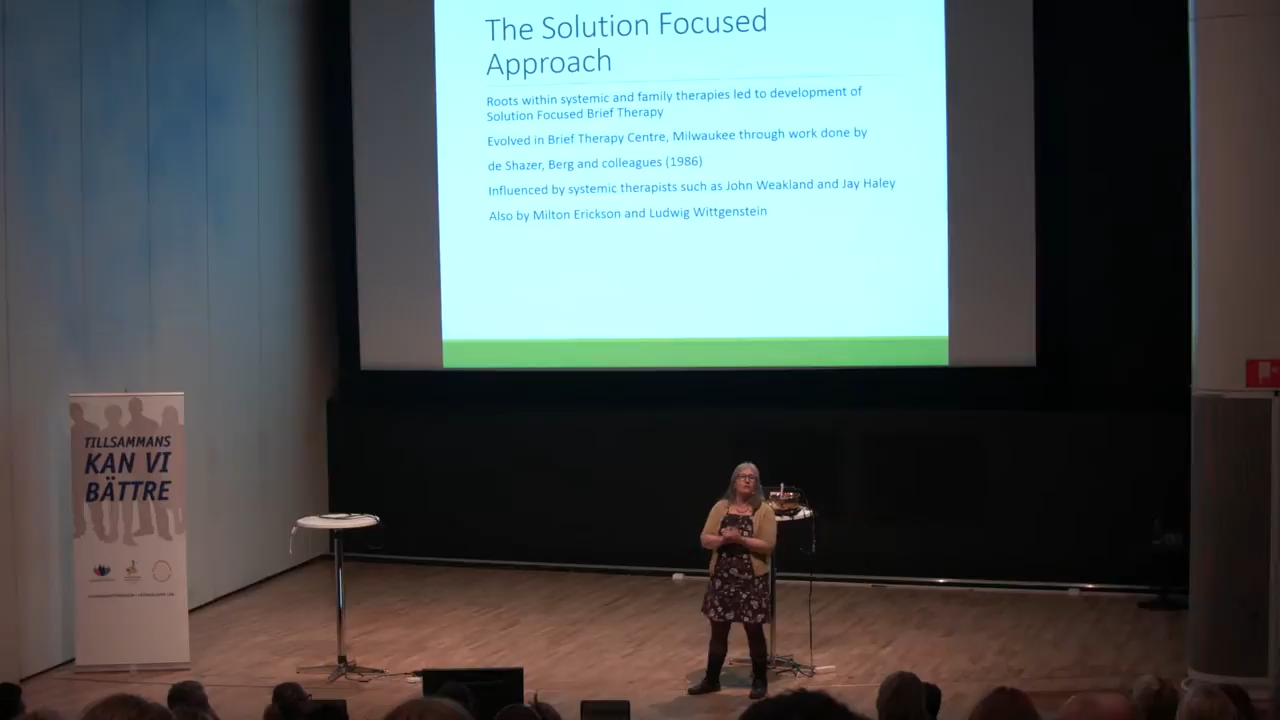 The Solution Focused
Approach
Roots within systemic and family therapies led to development of
Solution Focused Brief Therapy
Evolved in Brief Therapy Centre, Milwaukee through work done by
de Shazer, Berg and colleagues (1986)
Influenced by systemic therapists such as John Weakland and Jay Haley
Also by Milton Erickson and Ludwig Wittgenstein
TILLSAMMANS
KAN VI
BÄTTRE